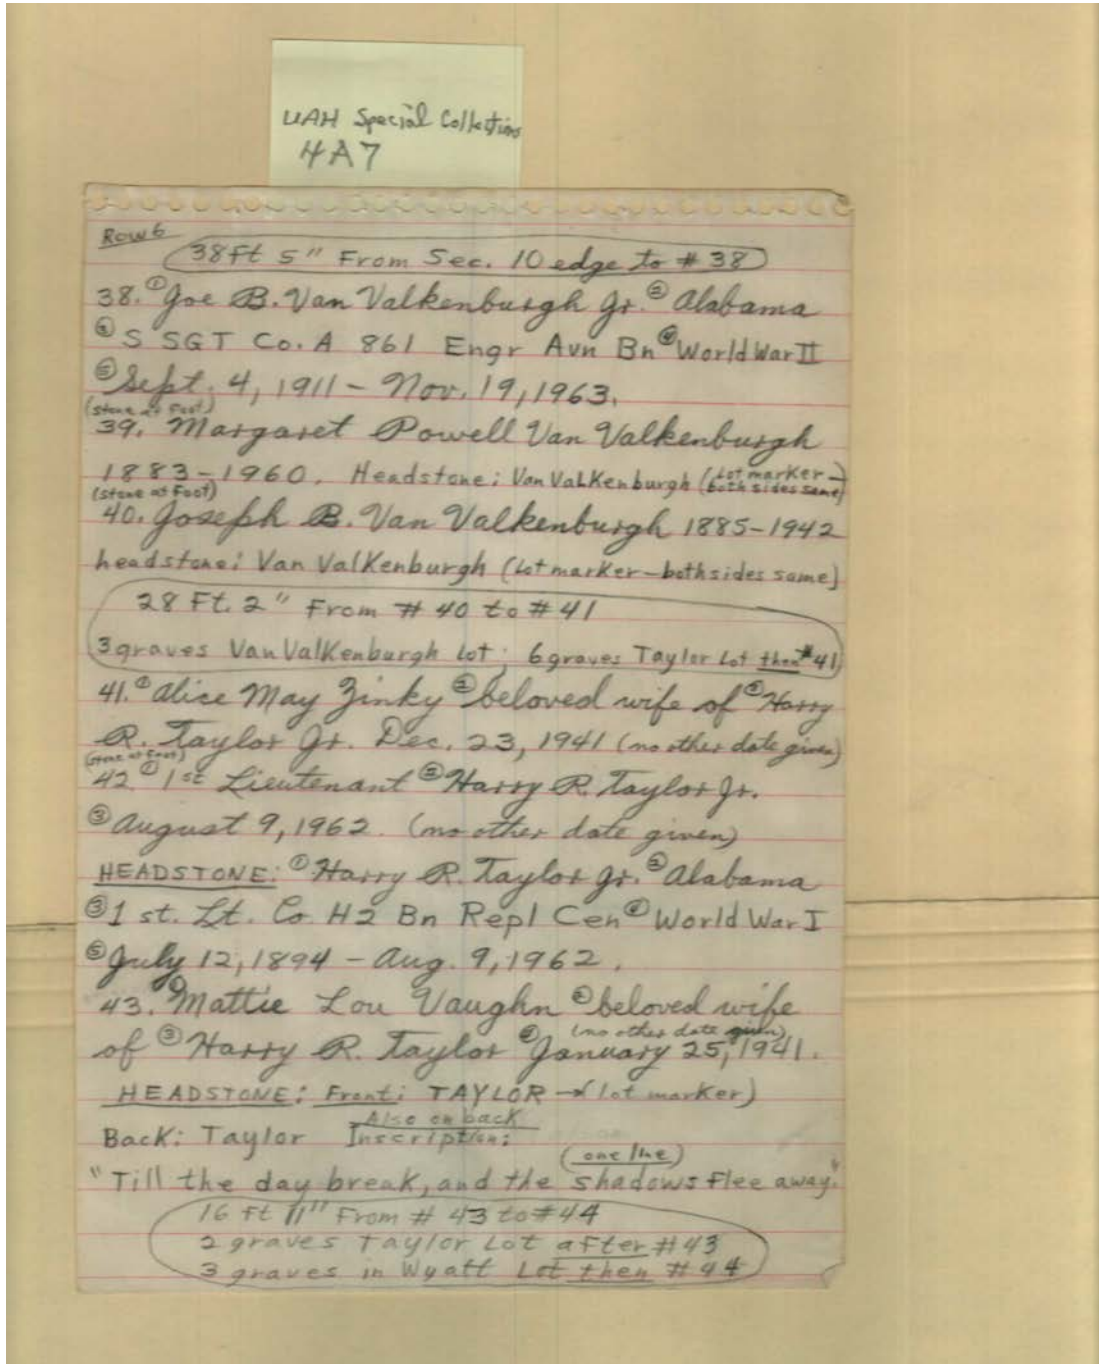 UAH Special Collections
4A7
Row 6
38 Ft 5" From Sec. 10 edge to # 38
38. ① Joe B. Van Valkenburgh Jr. ② Alabama
③ S SGT Co. A 861 Engr Avn Bn ④ World War II
⑤ Sept. 4, 1911 - Nov. 19, 1963.
(stone at Foot)
39. Margaret Powell Van Valkenburgh
1883-1960. Headstone: Van Valkenburgh (Lot marker - both sides same)
(stone at Foot)
40. Joseph B. Van Valkenburgh 1885-1942
headstone: Van Valkenburgh (Lot marker - both sides same)
28 Ft. 2" From # 40 to # 41
3 graves Van Valkenburgh Lot; 6 graves Taylor Lot then # 41
41. ① Alice May Zinky ② beloved wife of ③ Harry
R. Taylor Jr. Dec. 23, 1941 (no other date given)
(stone at Foot)
42 ① 1st Lieutenant ② Harry R. Taylor Jr.
③ August 9, 1962. (no other date given)
HEADSTONE: ① Harry R. Taylor Jr. ② Alabama
③ 1 st. Lt. Co. H2 Bn Repl Cen ④ World War I
⑤ July 12, 1894 - Aug. 9, 1962.
43. ① Mattie Lou Vaughn ② beloved wife
(no other date given)
of ③ Harry R. Taylor ④ January 25, 1941.
HEADSTONE: Front: TAYLOR → (lot marker)
Also on back
Back: Taylor Inscription:
(one line)
"Till the day break, and the shadows flee away."
16 Ft 11" From # 43 to # 44
2 graves Taylor Lot after # 43
3 graves in Wyatt Lot then # 44